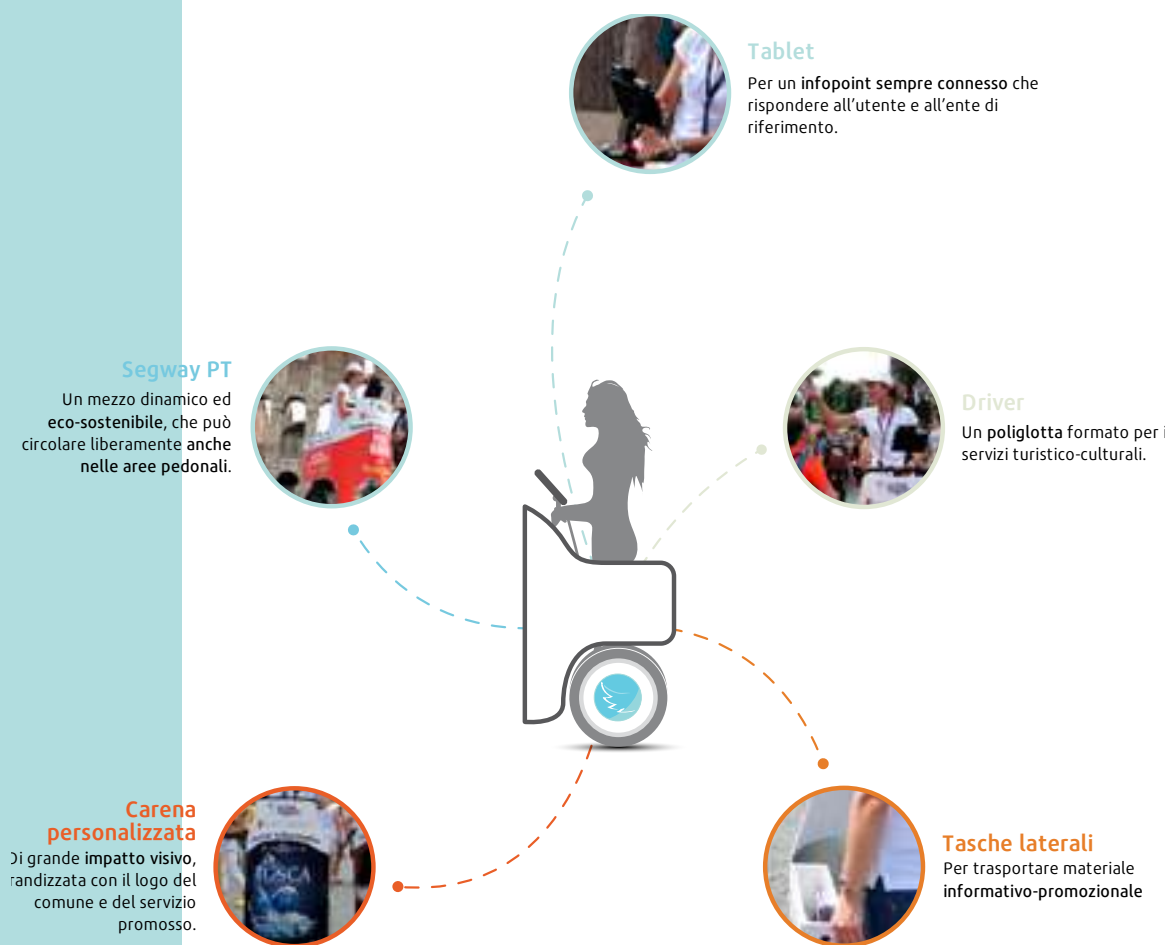 Tablet
Per un infopoint sempre connesso che
rispondere all'utente e all'ente di
riferimento.
Segway PT
Un mezzo dinamico ed
eco-sostenibile, che può
circolare liberamente anche
nelle aree pedonali.
Driver
Un poliglotta formato per i
servizi turistico-culturali.
Carena
personalizzata
Di grande impatto visivo,
randizzata con il logo del
comune e del servizio
promosso.
TUSCA
Tasche laterali
Per trasportare materiale
informativo-promozionale